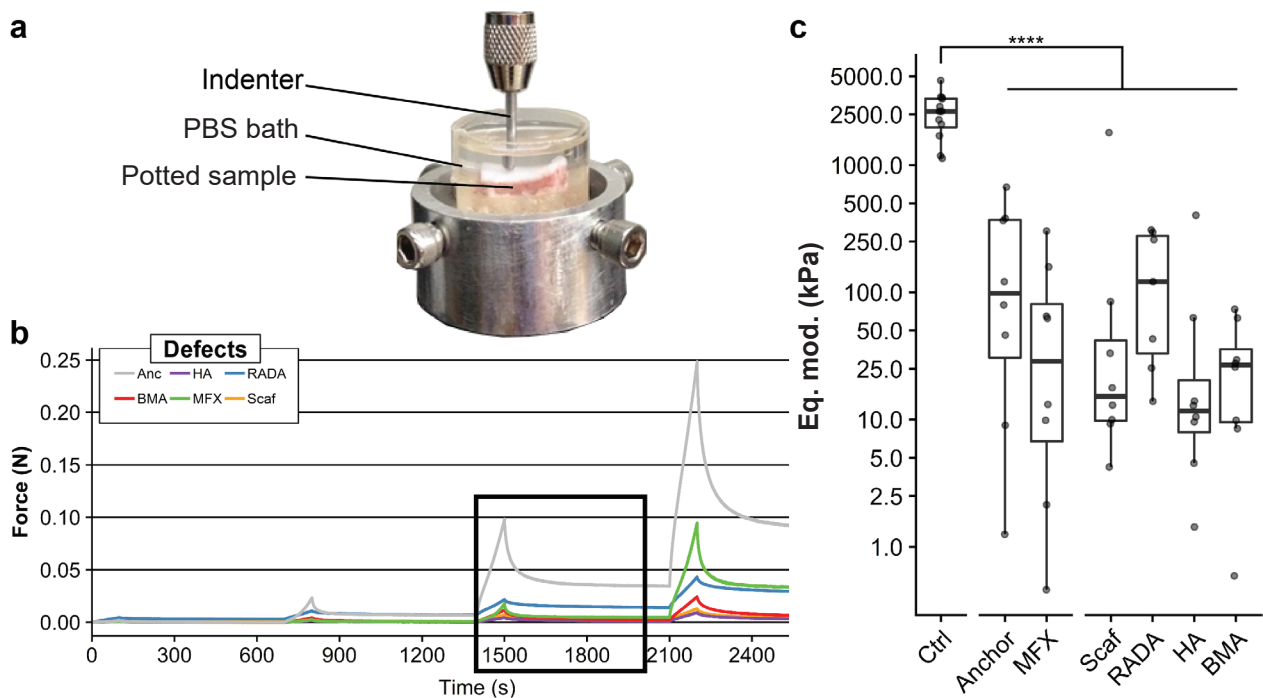 a
Indenter
PBS bath
Potted sample
b
Defects
Anc HA RADA
BMA MFX Scaf
Force (N)
0.25
0.20
0.15
0.10
0.05
0.00
0 300 600 900 1200 1500 1800 2100 2400
Time (s)
c
****
Eq. mod. (kPa)
5000.0
2500.0
1000.0
500.0
250.0
100.0
50.0
25.0
10.0
5.0
2.5
1.0
Ctrl
Anchor
MFX
Scaf
RADA
HA
BMA